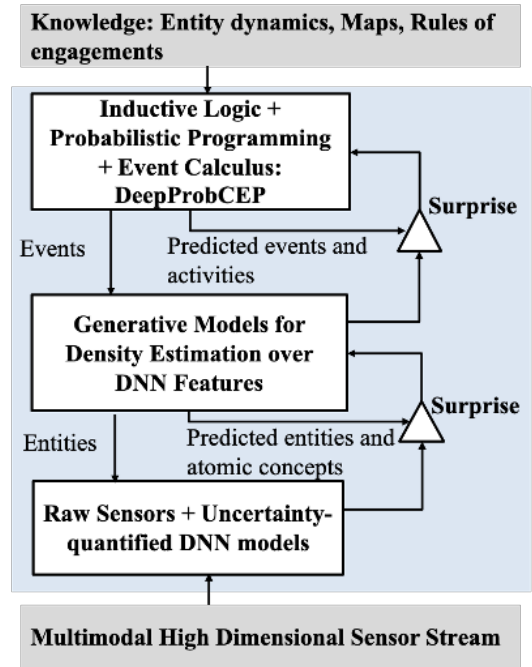 Knowledge: Entity dynamics, Maps, Rules of
engagements
Inductive Logic +
Probabilistic Programming
+ Event Calculus:
DeepProbCEP
Surprise
Events
Predicted events and
activities
Generative Models for
Density Estimation over
DNN Features
Surprise
Entities
Predicted entities and
atomic concepts
Raw Sensors + Uncertainty-
quantified DNN models
Multimodal High Dimensional Sensor Stream